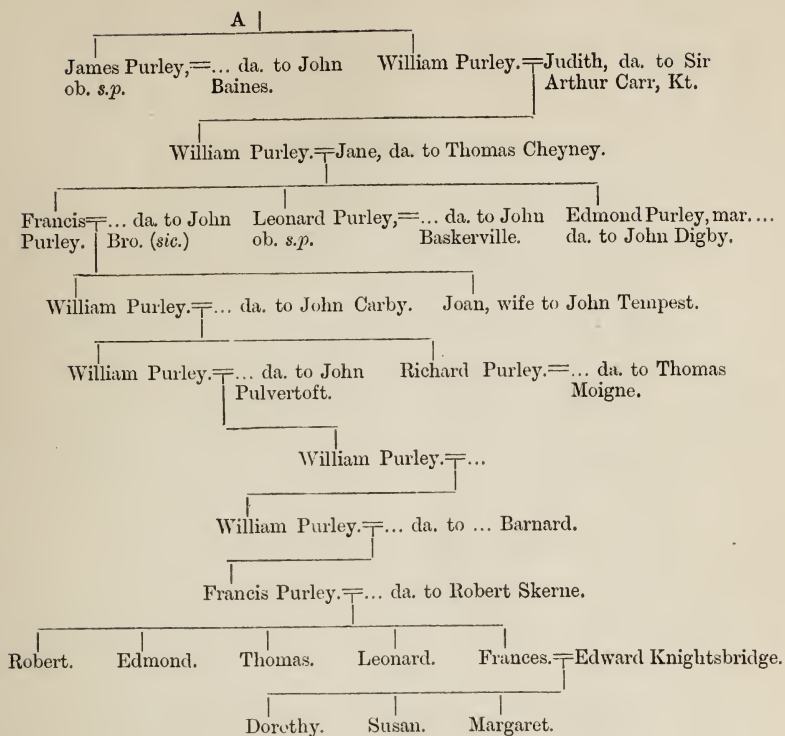 A
James Purley,=... da. to John William Purley.=Judith, da. to Sir
ob. s.p. Baines. Arthur Carr, Kt.
William Purley.=Jane, da. to Thomas Cheyney.
Francis=... da. to John Leonard Purley,=... da. to John Edmond Purley, mar....
Purley. Bro. (sic.) ob. s.p. Baskerville. da. to John Digby.
William Purley.=... da. to John Carby. Joan, wife to John Tempest.
William Purley.=... da. to John Richard Purley.=... da. to Thomas
Pulvertoft. Moigne.
William Purley.=...
William Purley.=... da. to ... Barnard.
Francis Purley.=... da. to Robert Skerne.
Robert. Edmond. Thomas. Leonard. Frances.=Edward Knightsbridge.
Dorothy. Susan. Margaret.